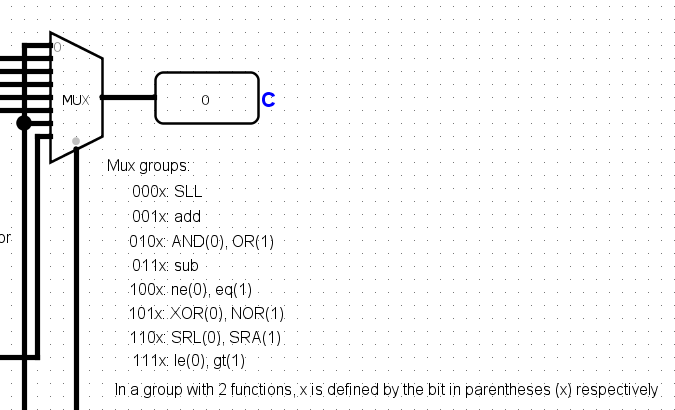 0
MUX
0
C
Mux groups:
000x: SLL
001x: add
or
010x: AND(0), OR(1)
011x: sub
100x: ne(0), eq(1)
101x: XOR(0), NOR(1)
110x: SRL(0), SRA(1)
111x: le(0), gt(1)
In a group with 2 functions, x is defined by the bit in parentheses (x) respectively